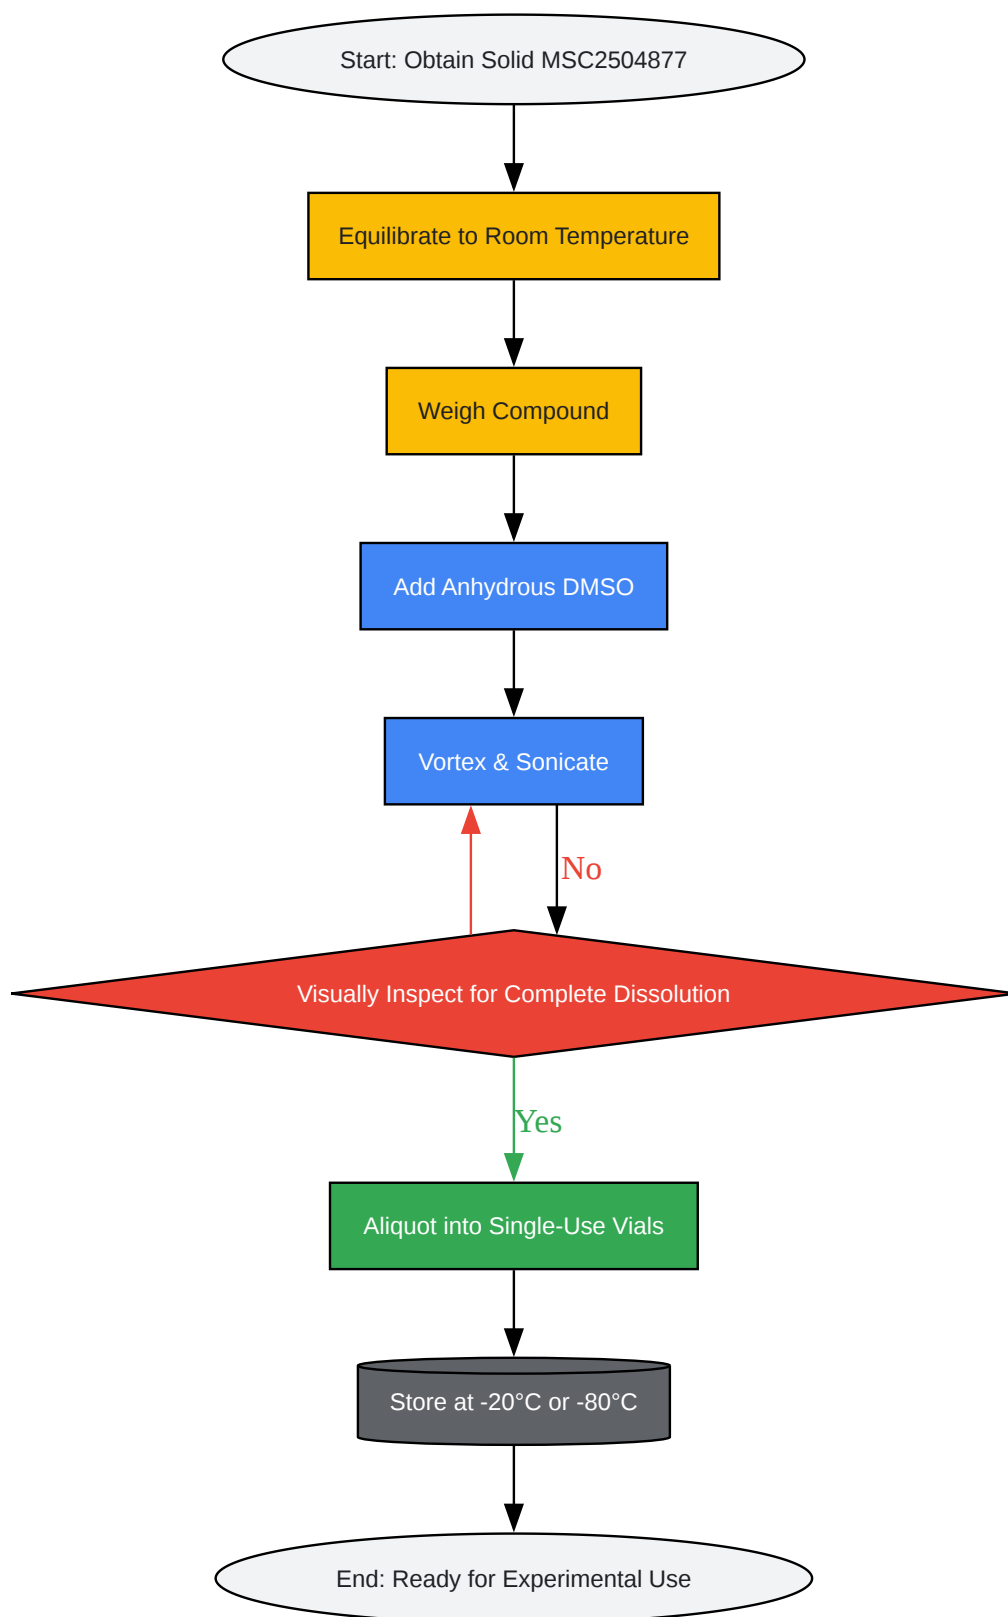 Start: Obtain Solid MSC2504877
Equilibrate to Room Temperature
Weigh Compound
Add Anhydrous DMSO
Vortex & Sonicate
No
Visually Inspect for Complete Dissolution
Yes
Aliquot into Single-Use Vials
Store at -20°C or -80°C
End: Ready for Experimental Use